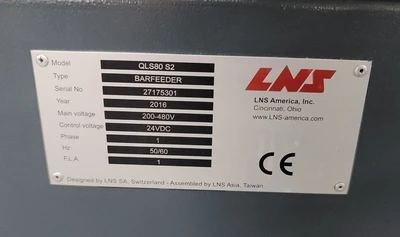 Model QLS80 S2
Type BARFEEDER
Serial No 27175301
Year 2016
Main voltage 200-480V
Control voltage 24VDC
Phase 1
Hz 50/60
F.L.A. 1
LNS
LNS America, Inc.
Cincinnati, Ohio
www.LNS-america.com
CE
Designed by LNS SA, Switzerland - Assembled by LNS Asia, Taiwan.